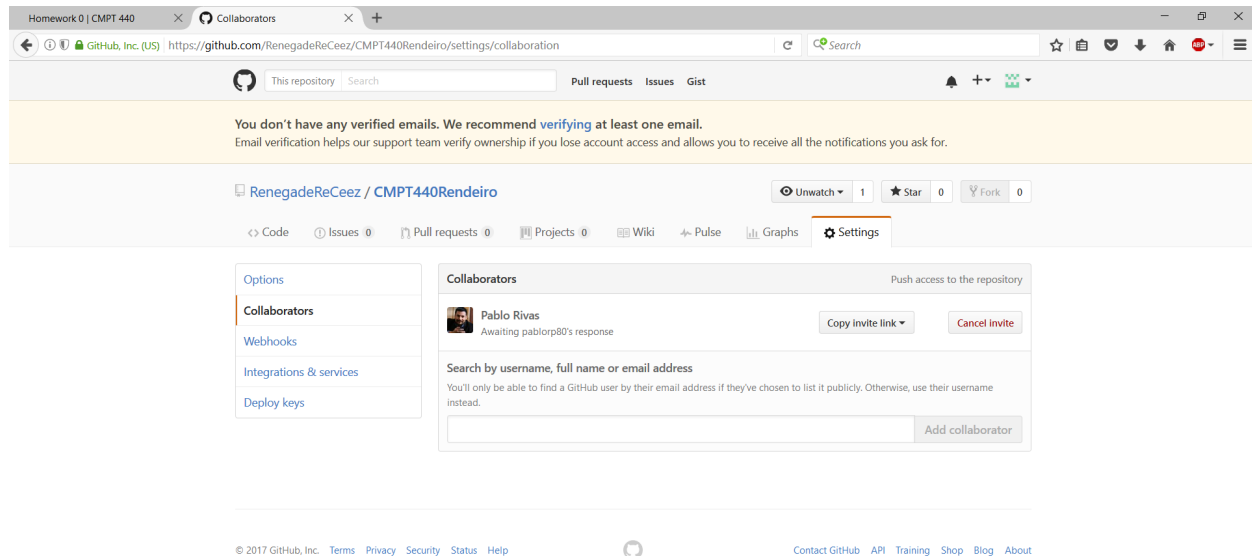 Homework 0 | CMPT 440
Collaborators
GitHub, Inc. (US) https://github.com/RenegadeReCeez/CMPT440Rendeiro/settings/collaboration
Search
ABP
This repository Search
Pull requests Issues Gist
You don't have any verified emails. We recommend verifying at least one email.
Email verification helps our support team verify ownership if you lose account access and allows you to receive all the notifications you ask for.
RenegadeReCeez / CMPT440Rendeiro
Unwatch 1 Star 0 Fork 0
Code Issues 0 Pull requests 0 Projects 0 Wiki Pulse Graphs Settings
Options
Collaborators
Webhooks
Integrations & services
Deploy keys
Collaborators Push access to the repository
Pablo Rivas
Awaiting pablorp80's response
Copy invite link Cancel invite
Search by username, full name or email address
You'll only be able to find a GitHub user by their email address if they've chosen to list it publicly. Otherwise, use their username
instead.
Add collaborator
© 2017 GitHub, Inc. Terms Privacy Security Status Help
Contact GitHub API Training Shop Blog About